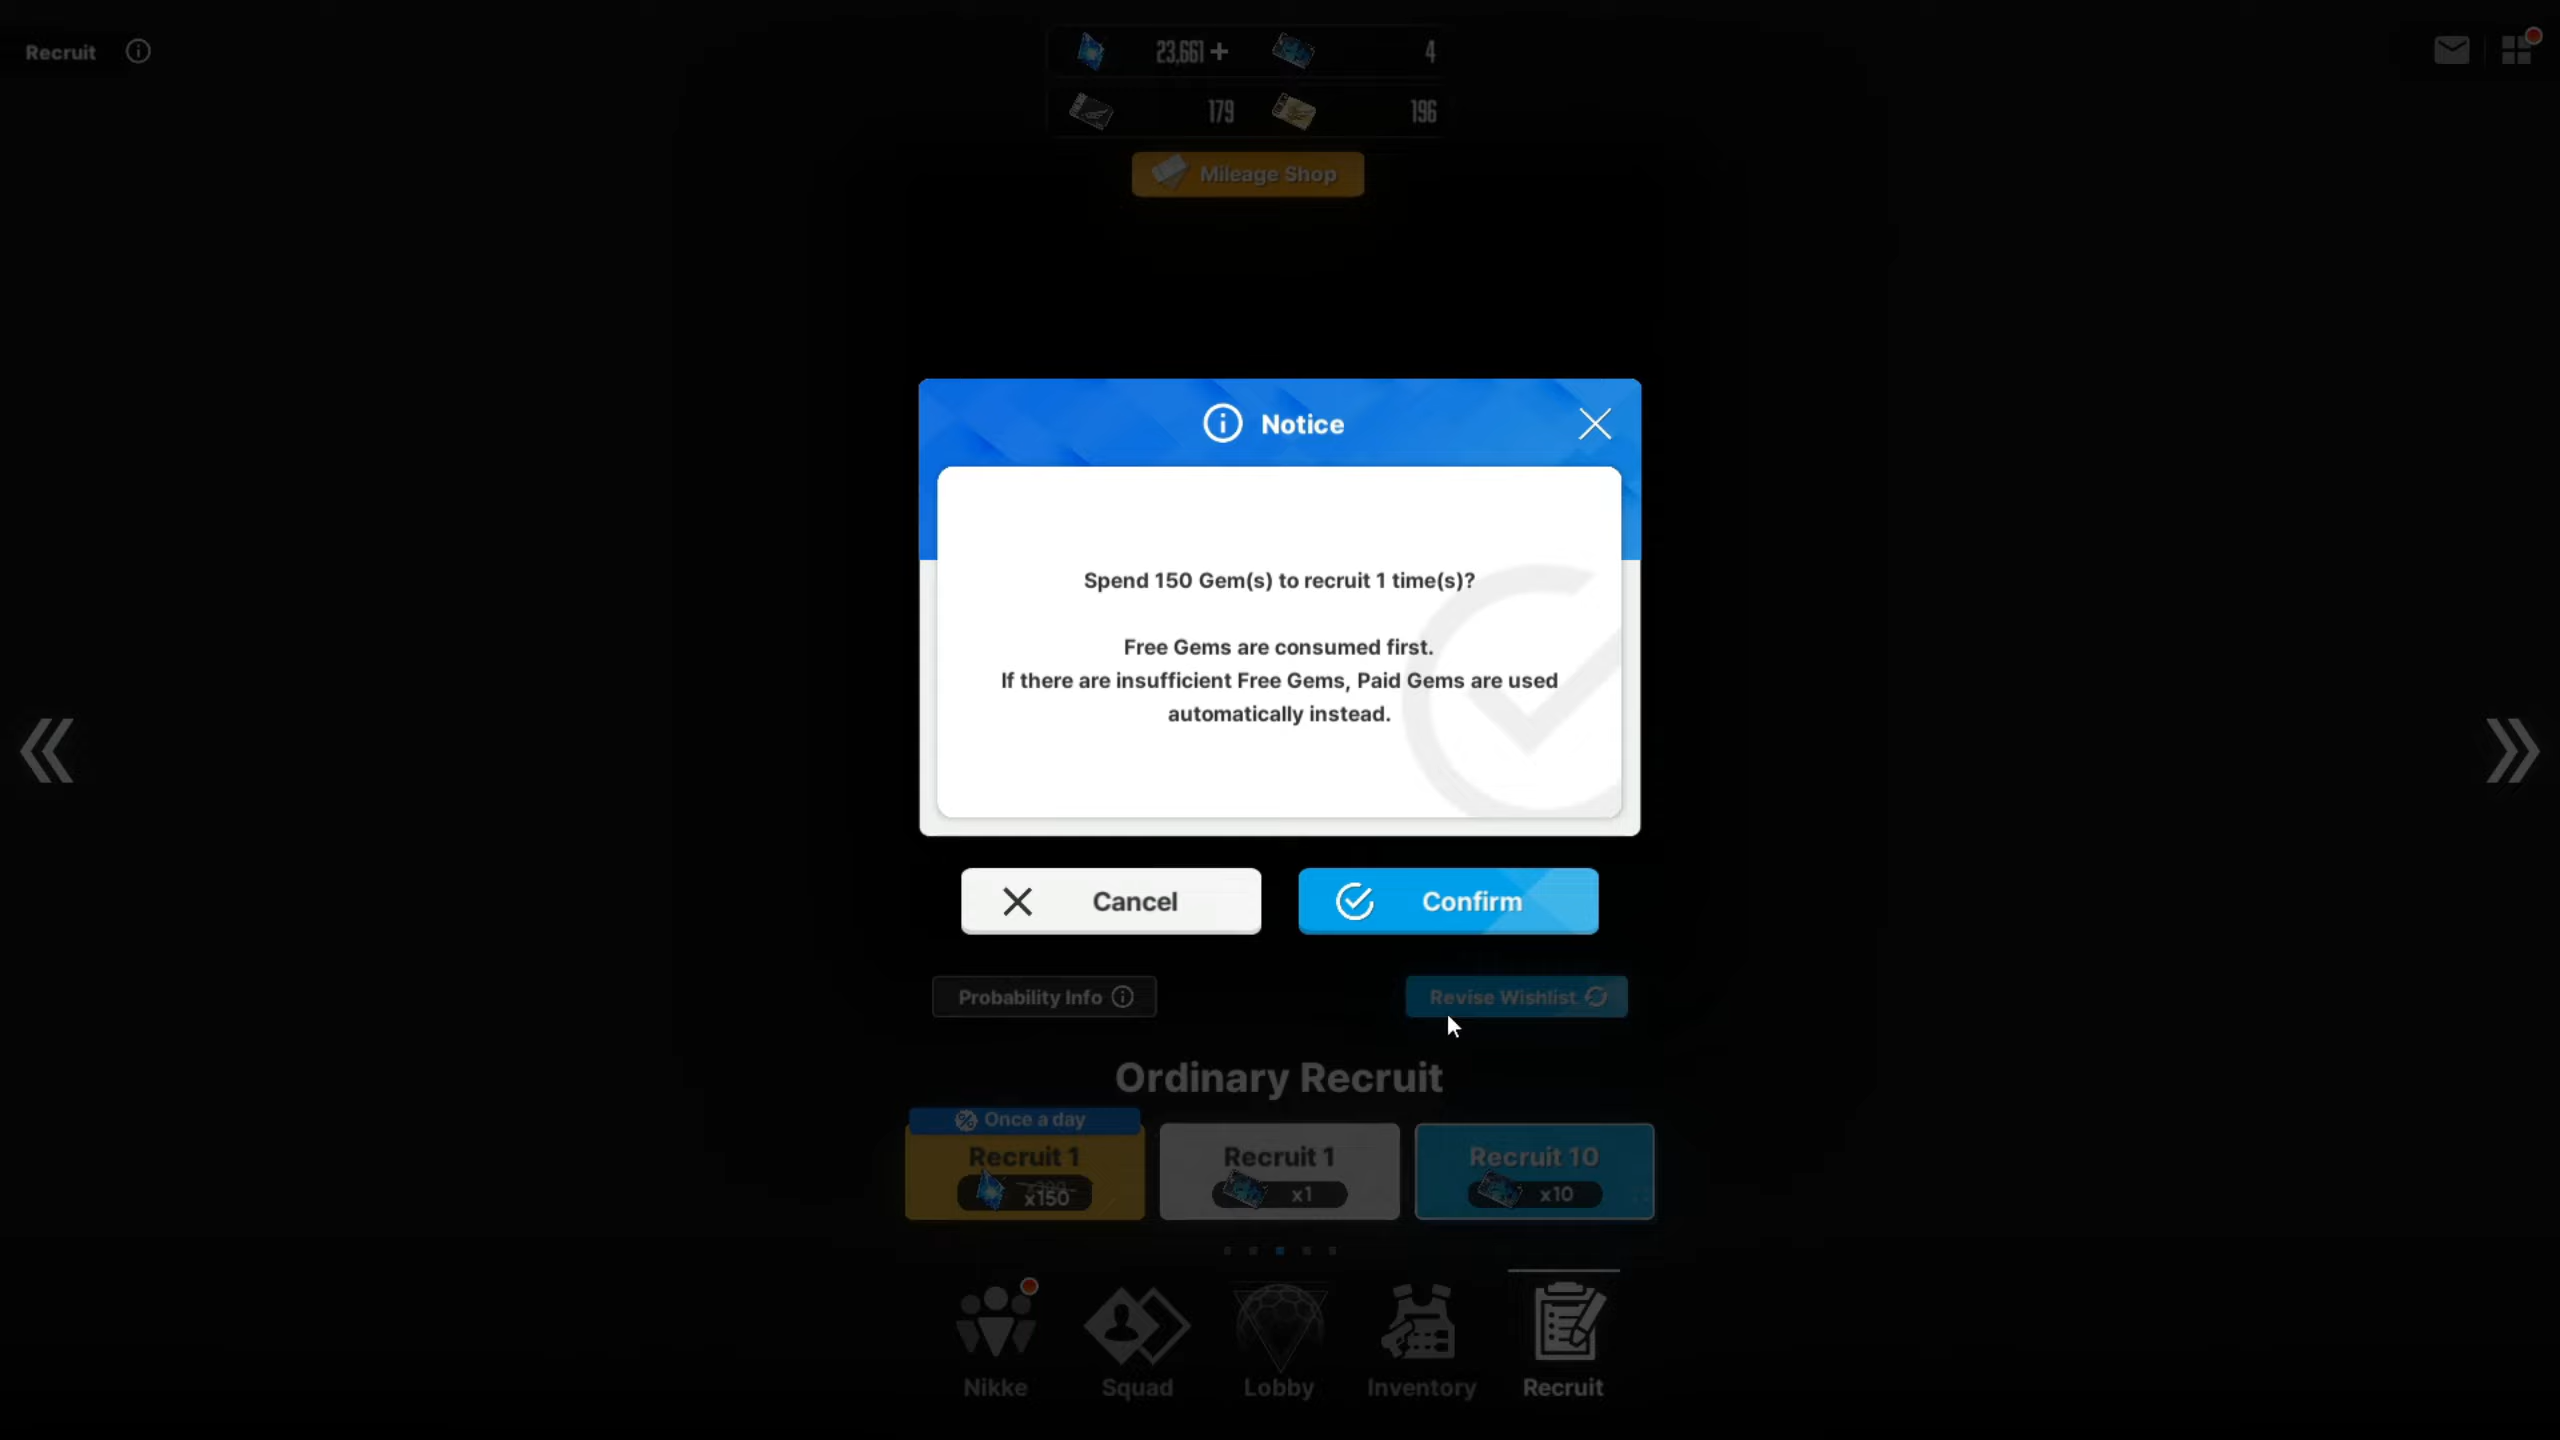 Recruit
23,661 +
4
179
196
Mileage Shop
Notice
Spend 150 Gem(s) to recruit 1 time(s)?
Free Gems are consumed first.
If there are insufficient Free Gems, Paid Gems are used
automatically instead.
Cancel
Confirm
Probability Info
Revise Wishlist
Ordinary Recruit
Once a day
Recruit 1
x150
Recruit 1
x1
Recruit 10
x10
Nikke
Squad
Lobby
Inventory
Recruit